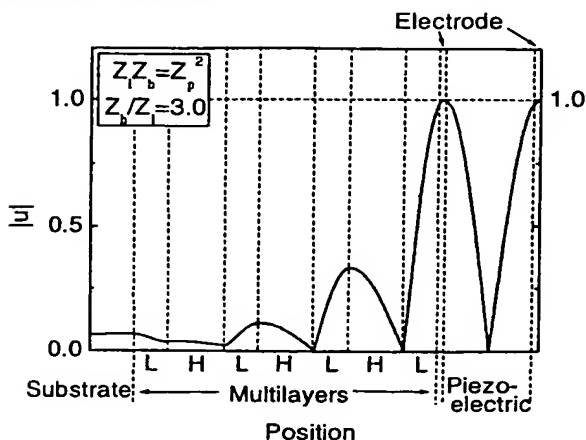 Electrode
Z_l Z_b=Z_p^2
Z_b/Z_l=3.0
1.0
1.0
|u|
0.5
0.0
L H L H L H L
Substrate
Multilayers
Piezo-
electric
Position